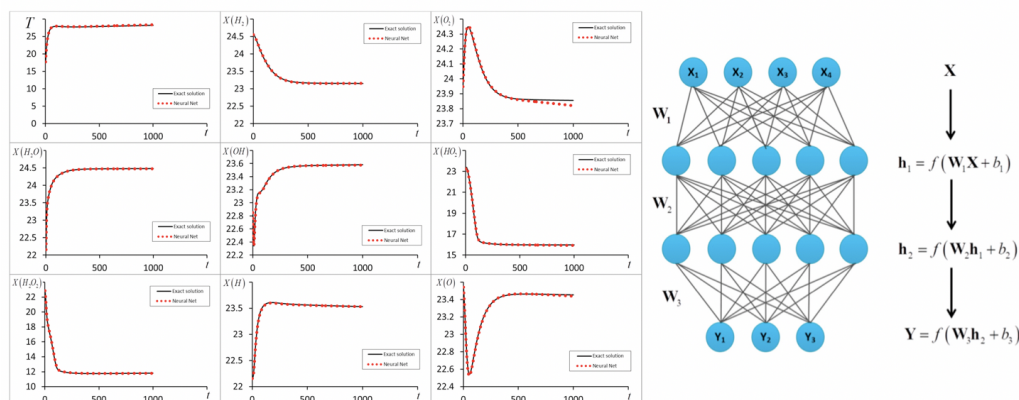 T
30
25
20
15
10
5
0
0 500 1000 t
Exact solution
Neural Net
X(H₂)
25
24.5
24
23.5
23
22.5
22
0 500 1000 t
Exact solution
Neural Net
X(O₂)
24.3
24.2
24.1
24
23.9
23.8
23.7
0 500 1000 t
Exact solution
Neural Net
X(H₂O)
24.5
24
23.5
23
22.5
22
0 500 1000 t
Exact solution
Neural Net
X(OH)
23.6
23.4
23.2
23
22.8
22.6
22.4
22.2
0 500 1000 t
Exact solution
Neural Net
X(HO₂)
23
21
19
17
15
0 500 1000 t
Exact solution
Neural Net
X(H₂O₂)
22
20
18
16
14
12
10
0 500 1000 t
Exact solution
Neural Net
X(H)
23.5
23
22.5
22
0 500 1000 t
Exact solution
Neural Net
X(O)
23.4
23.2
23
22.8
22.6
22.4
0 500 1000 t
Exact solution
Neural Net
X₁ X₂ X₃ X₄
W₁
W₂
W₃
Y₁ Y₂ Y₃
X
h₁ = f(W₁X + b₁)
h₂ = f(W₂h₁ + b₂)
Y = f(W₃h₂ + b₃)